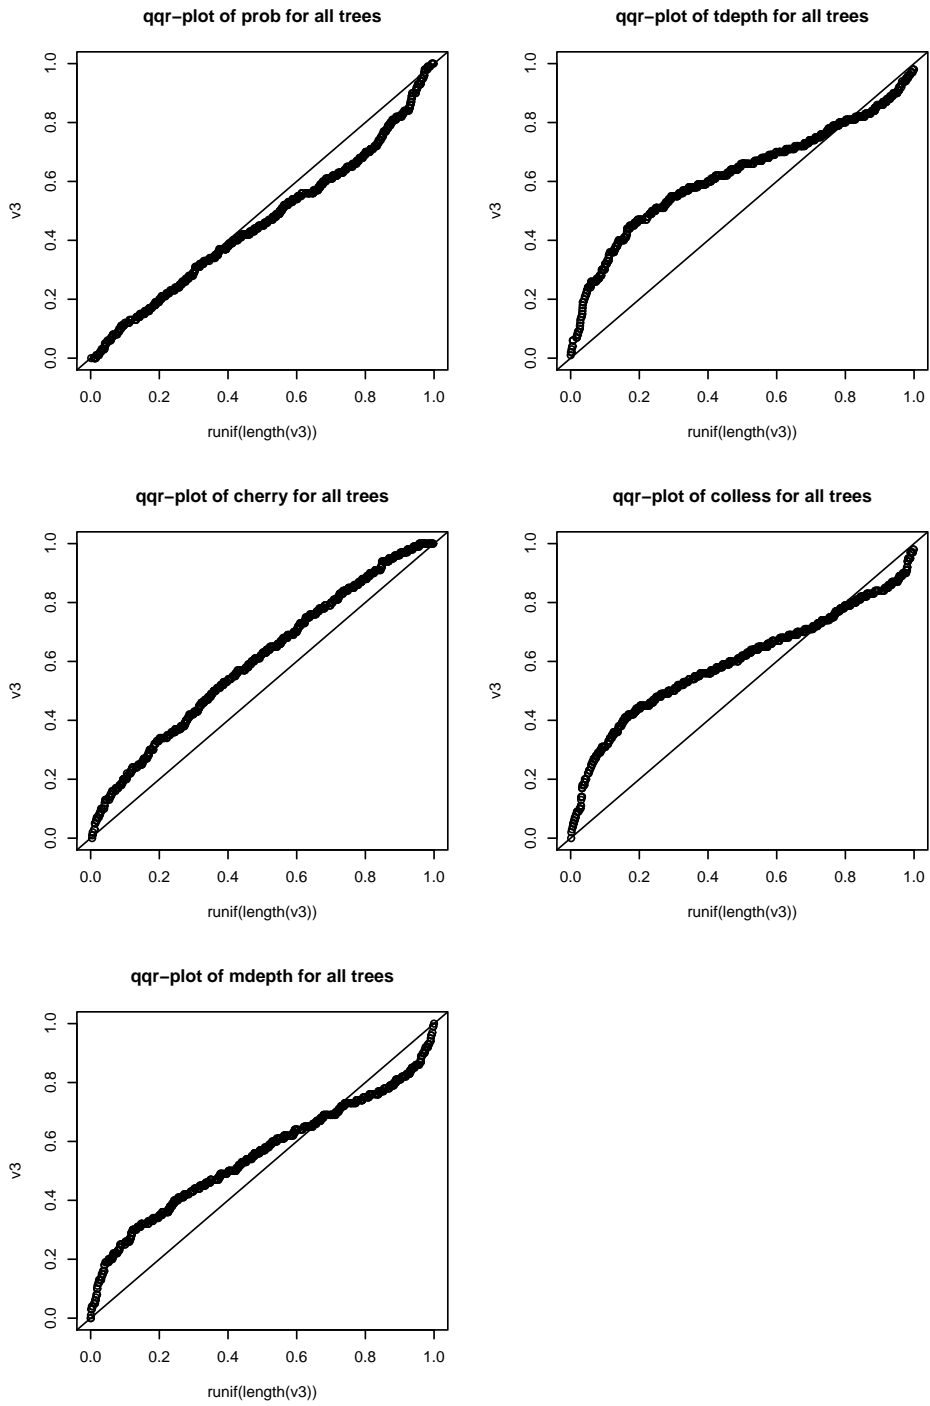 qqr−plot of prob for all trees
v3
0.0 0.2 0.4 0.6 0.8 1.0
0.0 0.2 0.4 0.6 0.8 1.0
runif(length(v3))
qqr−plot of tdepth for all trees
v3
0.0 0.2 0.4 0.6 0.8 1.0
0.0 0.2 0.4 0.6 0.8 1.0
runif(length(v3))
qqr−plot of cherry for all trees
v3
0.0 0.2 0.4 0.6 0.8 1.0
0.0 0.2 0.4 0.6 0.8 1.0
runif(length(v3))
qqr−plot of colless for all trees
v3
0.0 0.2 0.4 0.6 0.8 1.0
0.0 0.2 0.4 0.6 0.8 1.0
runif(length(v3))
qqr−plot of mdepth for all trees
v3
0.0 0.2 0.4 0.6 0.8 1.0
0.0 0.2 0.4 0.6 0.8 1.0
runif(length(v3))